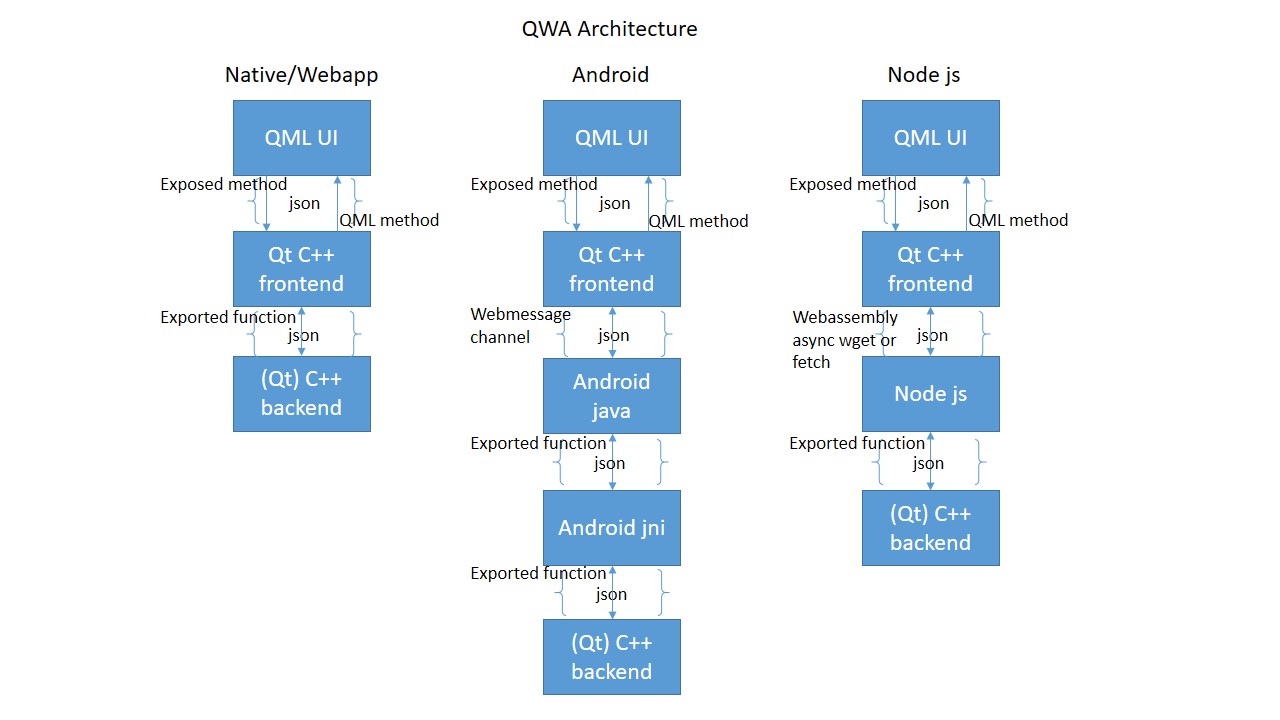 QWA Architecture
Native/Webapp
QML UI
Exposed method
json
QML method
Qt C++
frontend
Exported function
json
(Qt) C++
backend
Android
QML UI
Exposed method
json
QML method
Qt C++
frontend
Webmessage
channel
json
Android
java
Exported function
json
Android jni
Exported function
json
(Qt) C++
backend
Node js
QML UI
Exposed method
json
QML method
Qt C++
frontend
Webassembly
async wget or
fetch
json
Node js
Exported function
json
(Qt) C++
backend